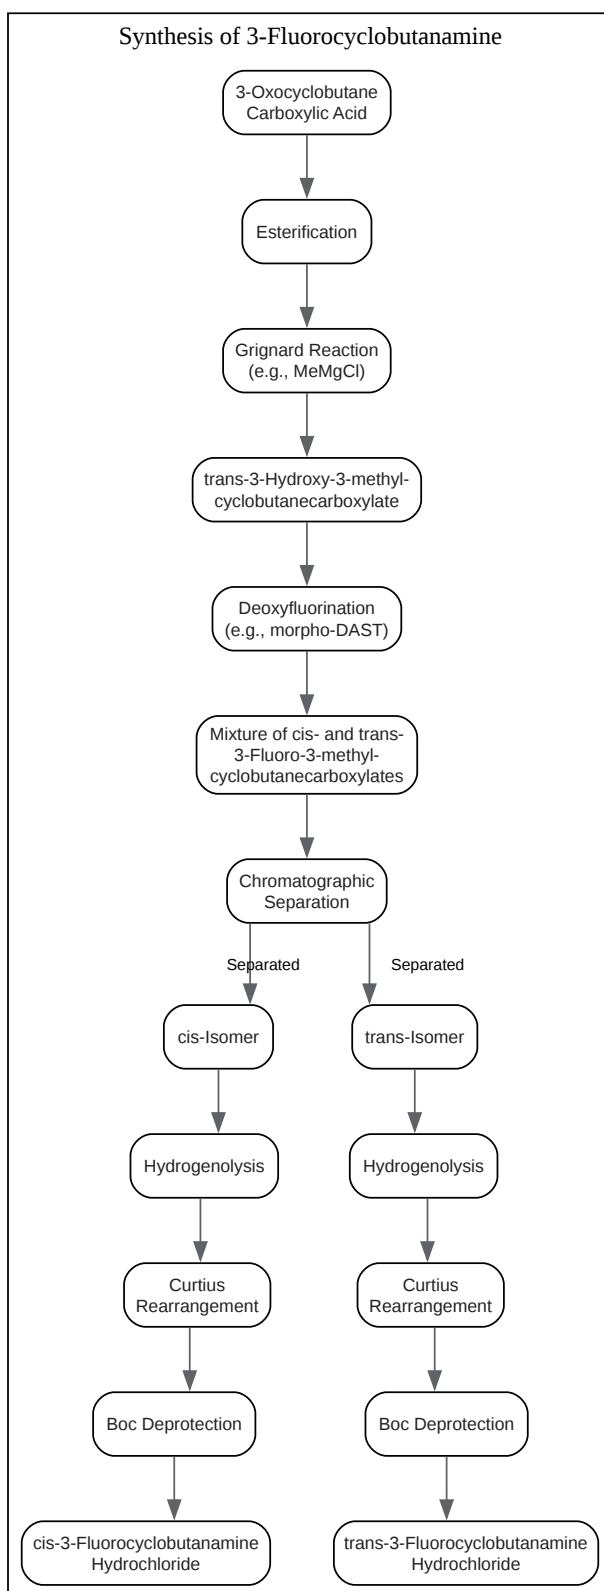 Synthesis of 3-Fluorocyclobutanamine
3-Oxocyclobutane
Carboxylic Acid
Esterification
Grignard Reaction
(e.g., MeMgCl)
trans-3-Hydroxy-3-methyl-
cyclobutanecarboxylate
Deoxyfluorination
(e.g., morpho-DAST)
Mixture of cis- and trans-
3-Fluoro-3-methyl-
cyclobutanecarboxylates
Chromatographic
Separation
Separated
Separated
cis-Isomer
trans-Isomer
Hydrogenolysis
Hydrogenolysis
Curtius
Rearrangement
Curtius
Rearrangement
Boc Deprotection
Boc Deprotection
cis-3-Fluorocyclobutanamine
Hydrochloride
trans-3-Fluorocyclobutanamine
Hydrochloride